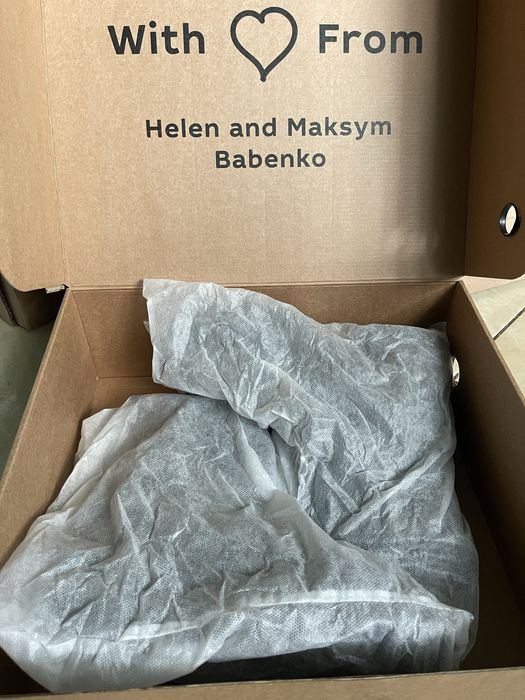 With ♡ From
Helen and Maksym
Babenko